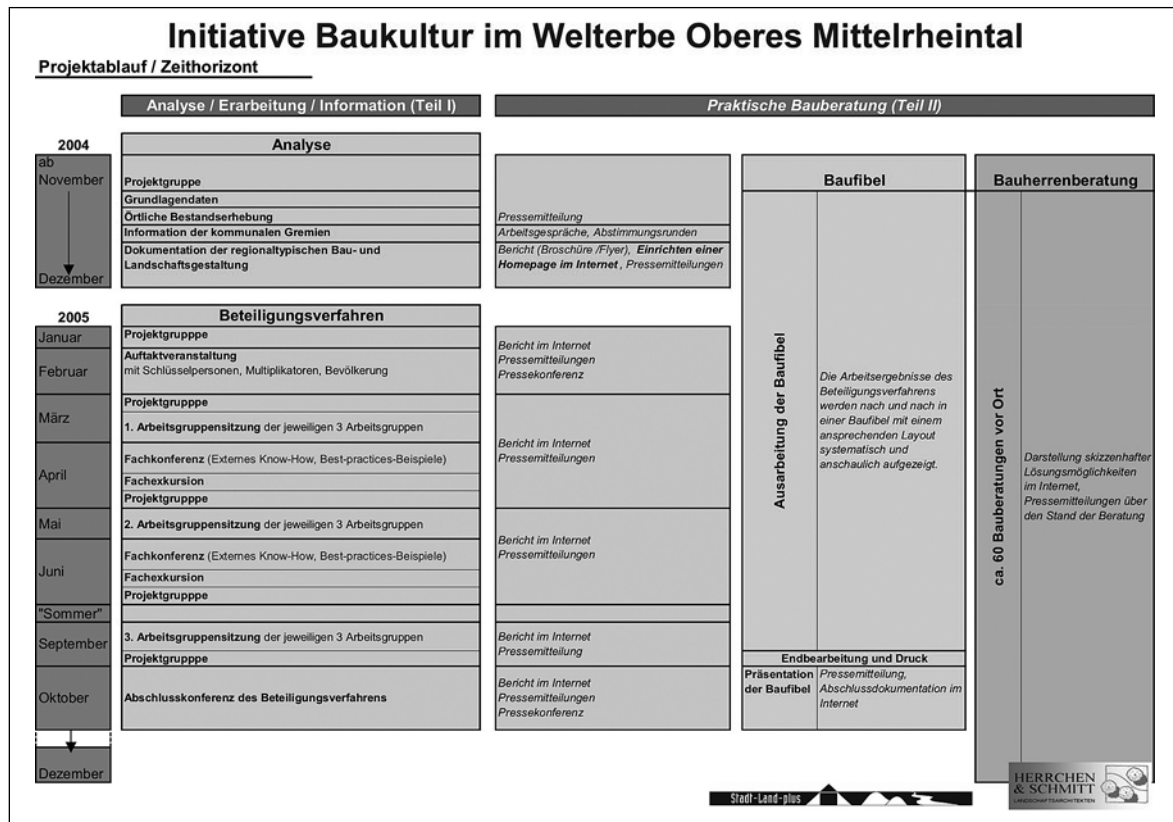 Initiative Baukultur im Welterbe Oberes Mittelrheintal
Projektablauf / Zeithorizont
Analyse / Erarbeitung / Information (Teil I)
Praktische Bauberatung (Teil II)
2004
ab
November
Dezember
Analyse
Projektgruppe
Grundlagendaten
Örtliche Bestandserhebung
Information der kommunalen Gremien
Dokumentation der regionaltypischen Bau- und
Landschaftsgestaltung
Pressemitteilung
Arbeitsgespräche, Abstimmungsrunden
Bericht (Broschüre /Flyer), Einrichten einer
Homepage im Internet , Pressemitteilungen
2005
Januar
Februar
März
April
Mai
Juni
"Sommer"
September
Oktober
Dezember
Beteiligungsverfahren
Projektgrupppe
Auftaktveranstaltung
mit Schlüsselpersonen, Multiplikatoren, Bevölkerung
Projektgrupppe
1. Arbeitsgruppensitzung der jeweiligen 3 Arbeitsgruppen
Fachkonferenz (Externes Know-How, Best-practices-Beispiele)
Fachexkursion
Projektgrupppe
2. Arbeitsgruppensitzung der jeweiligen 3 Arbeitsgruppen
Fachkonferenz (Externes Know-How, Best-practices-Beispiele)
Fachexkursion
Projektgrupppe
3. Arbeitsgruppensitzung der jeweiligen 3 Arbeitsgruppen
Projektgrupppe
Abschlusskonferenz des Beteiligungsverfahrens
Bericht im Internet
Pressemitteilungen
Pressekonferenz
Bericht im Internet
Pressemitteilungen
Bericht im Internet
Pressemitteilungen
Bericht im Internet
Pressemitteilung
Bericht im Internet
Pressemitteilungen
Pressekonferenz
Baufibel
Ausarbeitung der Baufibel
Die Arbeitsergebnisse des
Beteiligungsverfahrens
werden nach und nach in
einer Baufibel mit einem
ansprechenden Layout
systematisch und
anschaulich aufgezeigt.
Endbearbeitung und Druck
Präsentation
der Baufibel
Pressemitteilung,
Abschlussdokumentation im
Internet
Bauherrenberatung
ca. 60 Bauberatungen vor Ort
Darstellung skizzenhafter
Lösungsmöglichkeiten
im Internet,
Pressemitteilungen über
den Stand der Beratung
Stadt-Land-plus
HERRCHEN
& SCHMITT
LANDSCHAFTSARCHITEKTEN